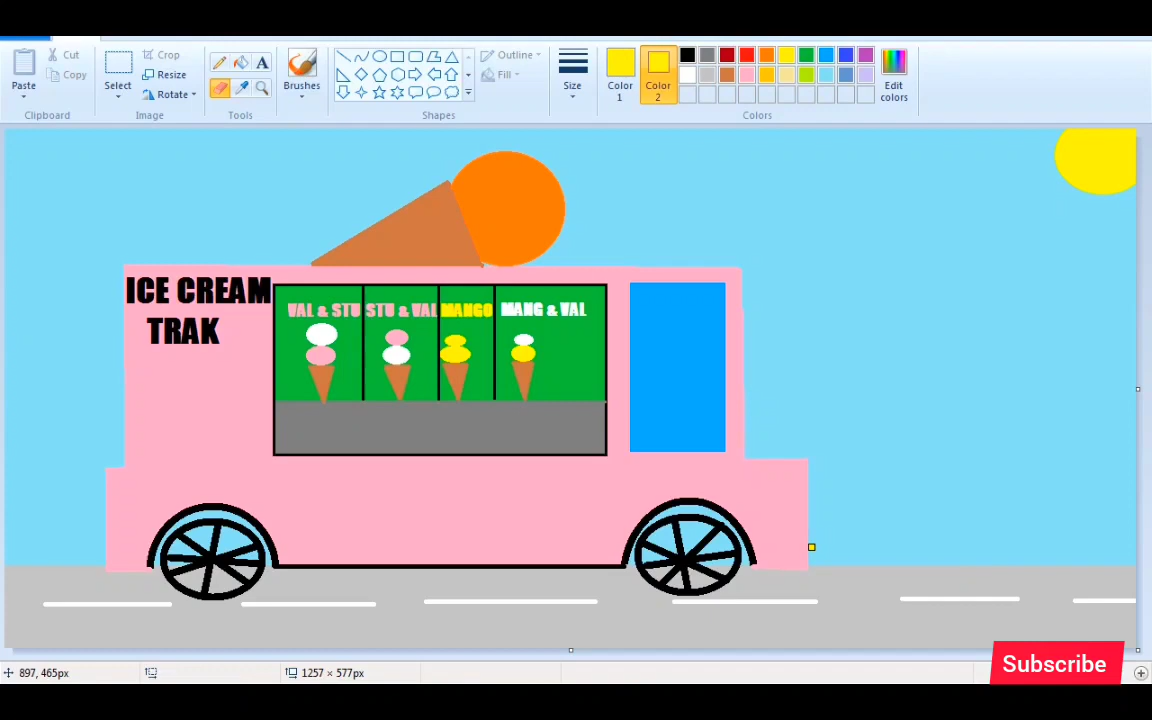 Cut
Copy
Paste
Clipboard
Crop
Resize
Rotate
Select
Image
Tools
Brushes
Outline
Fill
Shapes
Size
Color 1
Color 2
Edit colors
Colors
ICE CREAM
TRAK
VAL & STU
STU & VAL
MANGO
MANG & VAL
897, 465px
1257 × 577px
Subscribe